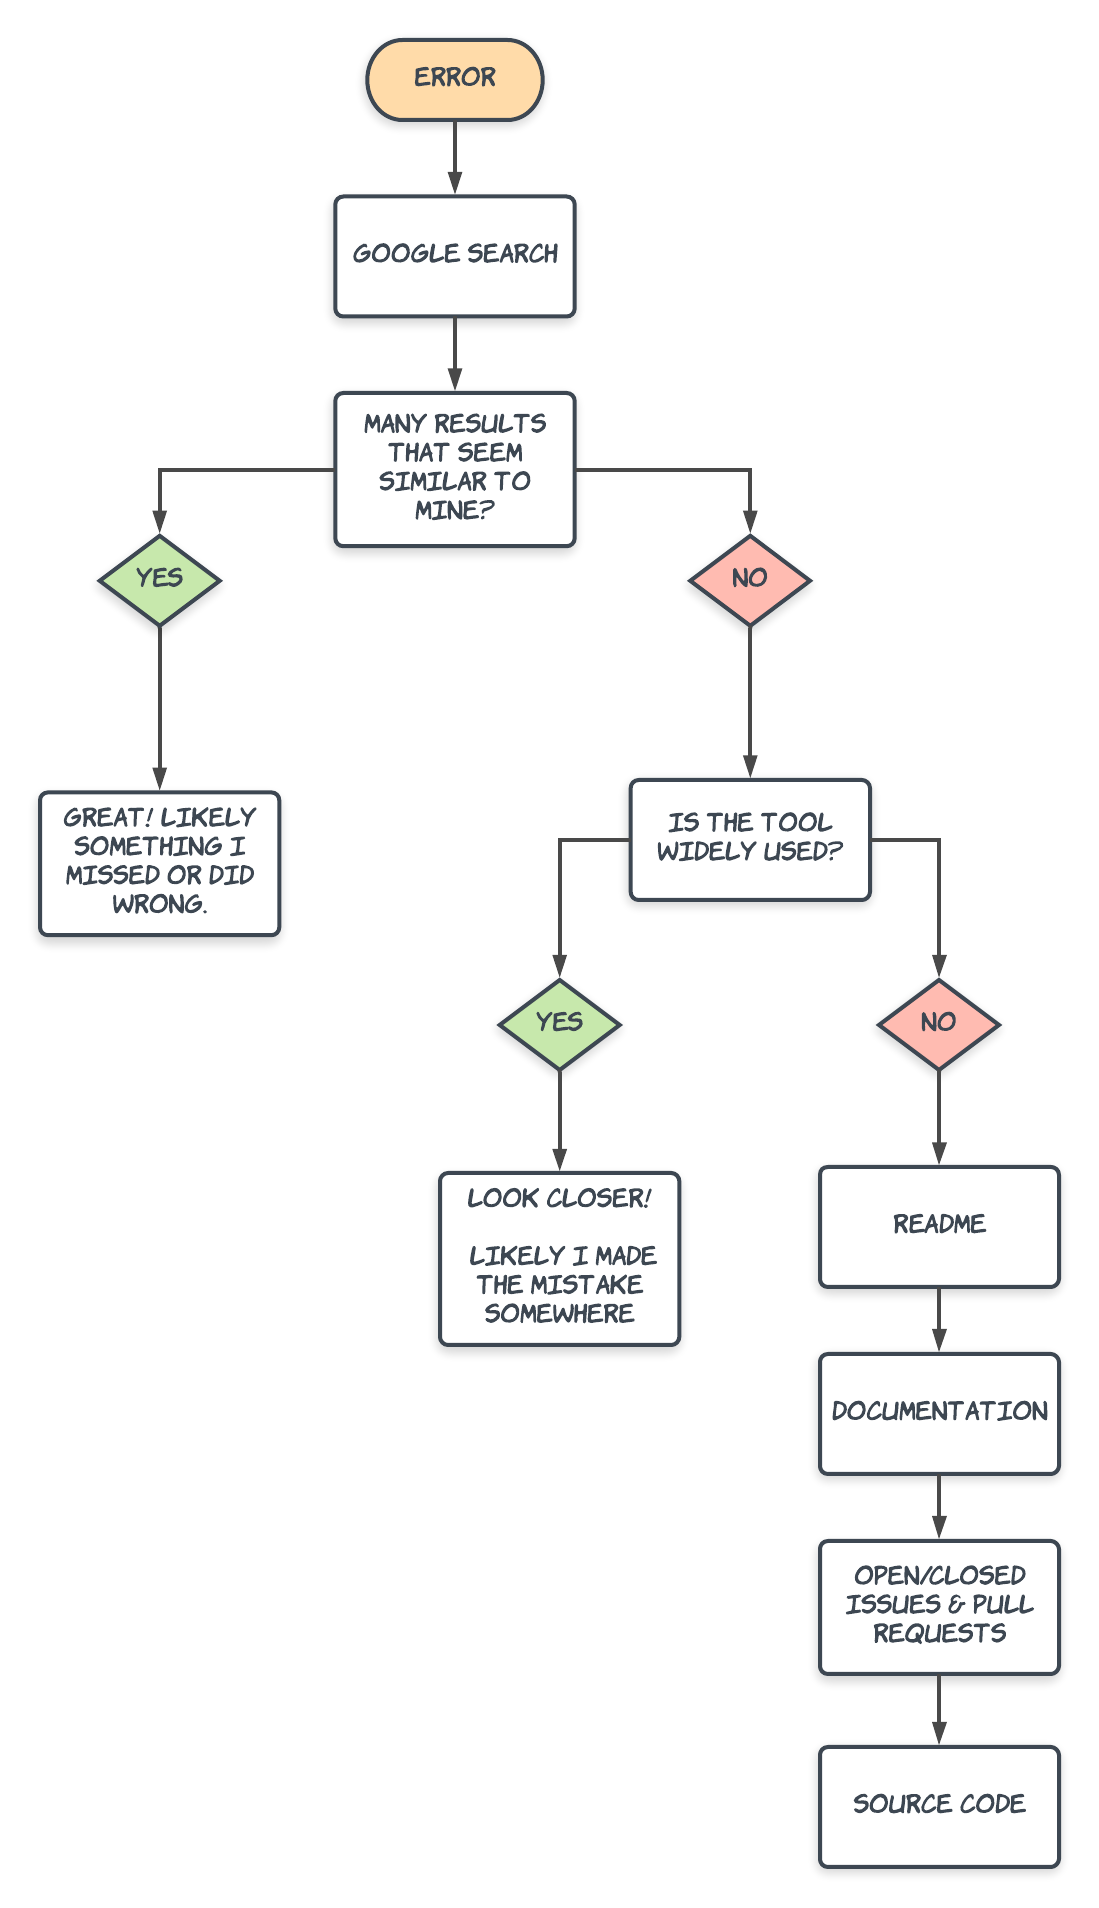 ERROR
GOOGLE SEARCH
MANY RESULTS
THAT SEEM
SIMILAR TO
MINE?
YES
NO
GREAT! LIKELY
SOMETHING I
MISSED OR DID
WRONG.
IS THE TOOL
WIDELY USED?
YES
NO
LOOK CLOSER!
LIKELY I MADE
THE MISTAKE
SOMEWHERE
README
DOCUMENTATION
OPEN/CLOSED
ISSUES & PULL
REQUESTS
SOURCE CODE